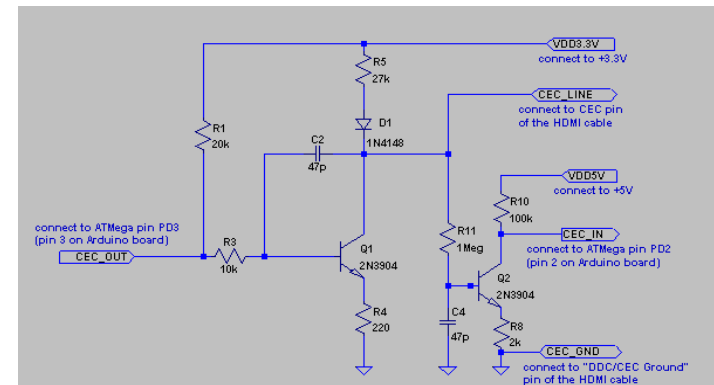 VDD3.3V
connect to +3.3V
R5
27k
CEC_LINE
connect to CEC pin
of the HDMI cable
D1
1N4148
R1
20k
C2
47p
VDD5V
connect to +5V
R10
100k
connect to ATMega pin PD3
(pin 3 on Arduino board)
CEC_OUT
R3
10k
R11
1Meg
CEC_IN
connect to ATMega pin PD2
(pin 2 on Arduino board)
Q1
2N3904
Q2
2N3904
R4
220
C4
47p
R8
2k
CEC_GND
connect to "DDC/CEC Ground"
pin of the HDMI cable